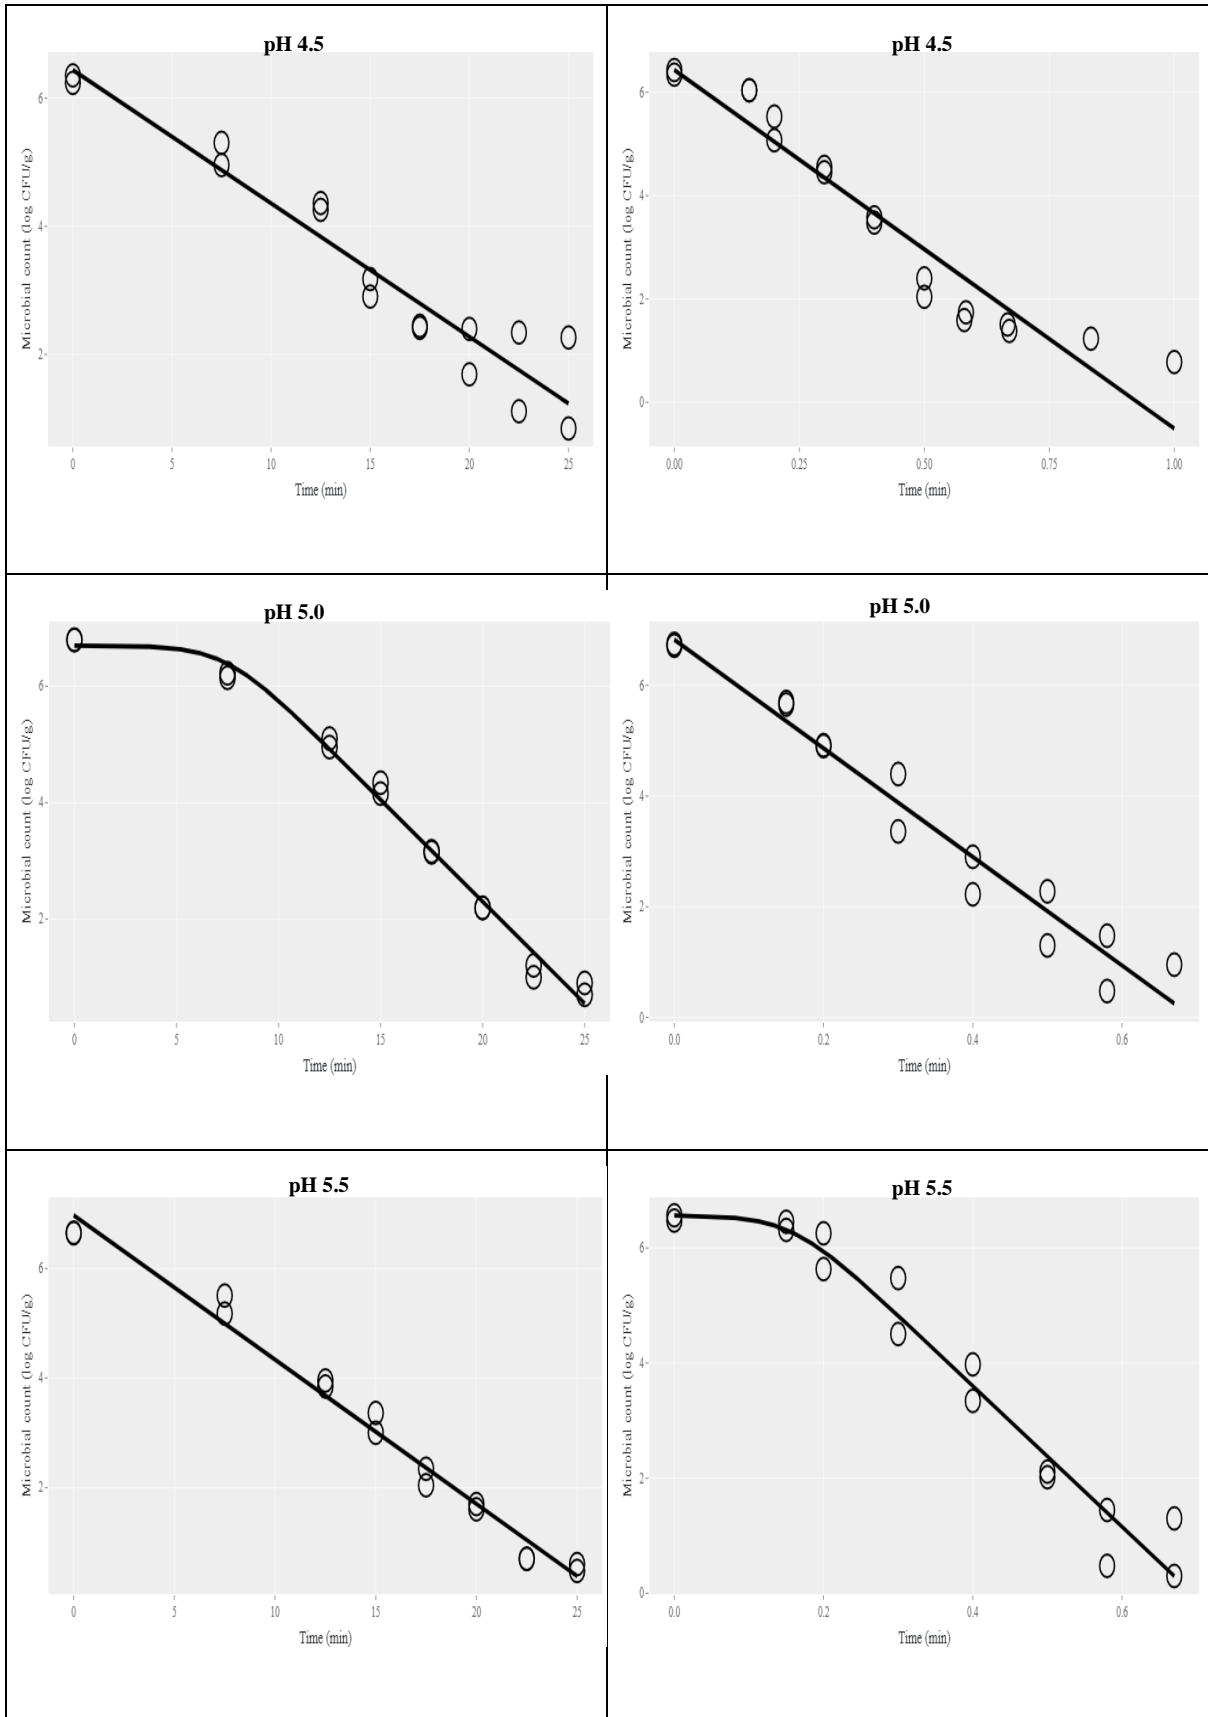 pH 4.5
Microbial count (log CFU/g)
6
4
2
0 5 10 15 20 25
Time (min)
pH 4.5
Microbial count (log CFU/g)
6
4
2
0
0.00 0.25 0.50 0.75 1.00
Time (min)
pH 5.0
Microbial count (log CFU/g)
6
4
2
0 5 10 15 20 25
Time (min)
pH 5.0
Microbial count (log CFU/g)
6
4
2
0
0.0 0.2 0.4 0.6
Time (min)
pH 5.5
Microbial count (log CFU/g)
6
4
2
0 5 10 15 20 25
Time (min)
pH 5.5
Microbial count (log CFU/g)
6
4
2
0
0.0 0.2 0.4 0.6
Time (min)